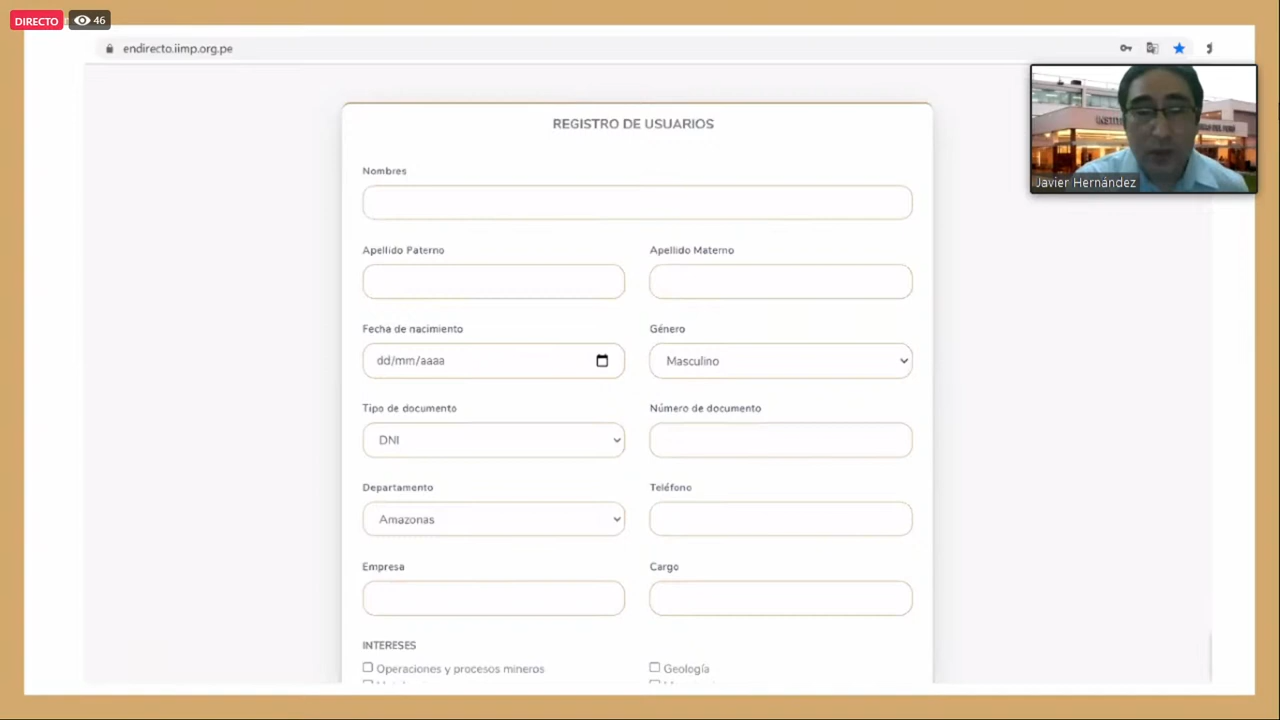 DIRECTO 46
endirecto.iimp.org.pe
REGISTRO DE USUARIOS
Nombres
Apellido Paterno Apellido Materno
Fecha de nacimiento Género
dd/mm/aaaa Masculino
Tipo de documento Número de documento
DNI
Departamento Teléfono
Amazonas
Empresa Cargo
INTERESES
Operaciones y procesos mineros Geología
Javier Hernández